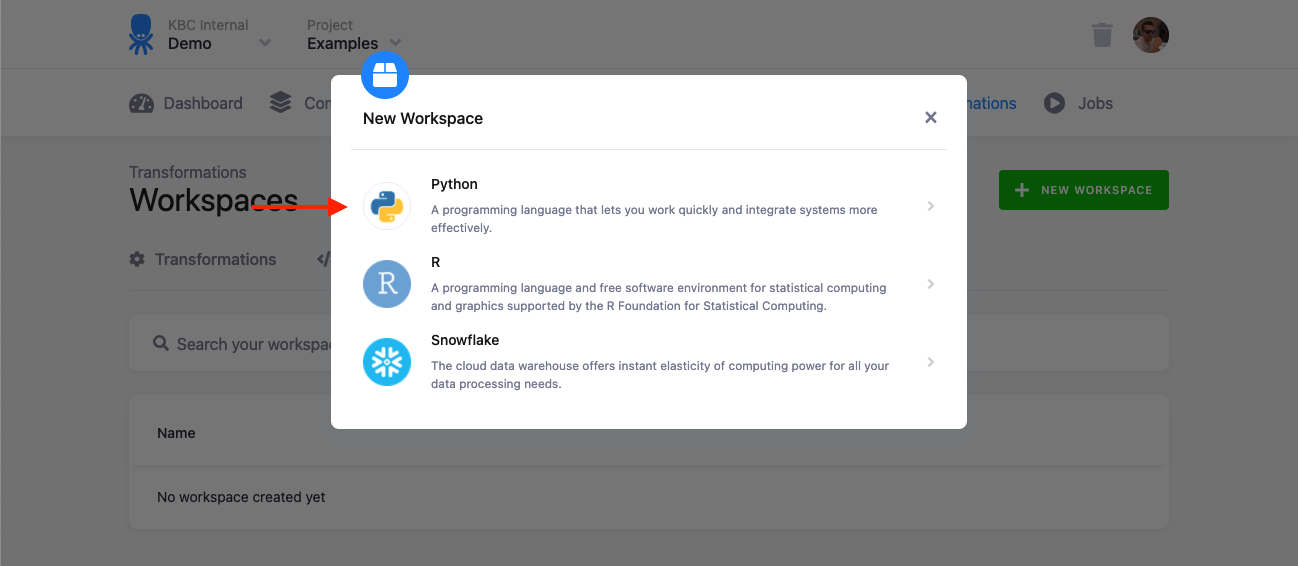 KBC Internal
Demo
Project
Examples
Dashboard
Jobs
New Workspace
Transformations
Workspaces
NEW WORKSPACE
Python
A programming language that lets you work quickly and integrate systems more
effectively.
Transformations
R
A programming language and free software environment for statistical computing
and graphics supported by the R Foundation for Statistical Computing.
Snowflake
The cloud data warehouse offers instant elasticity of computing power for all your
data processing needs.
Search your
Name
No workspace created yet